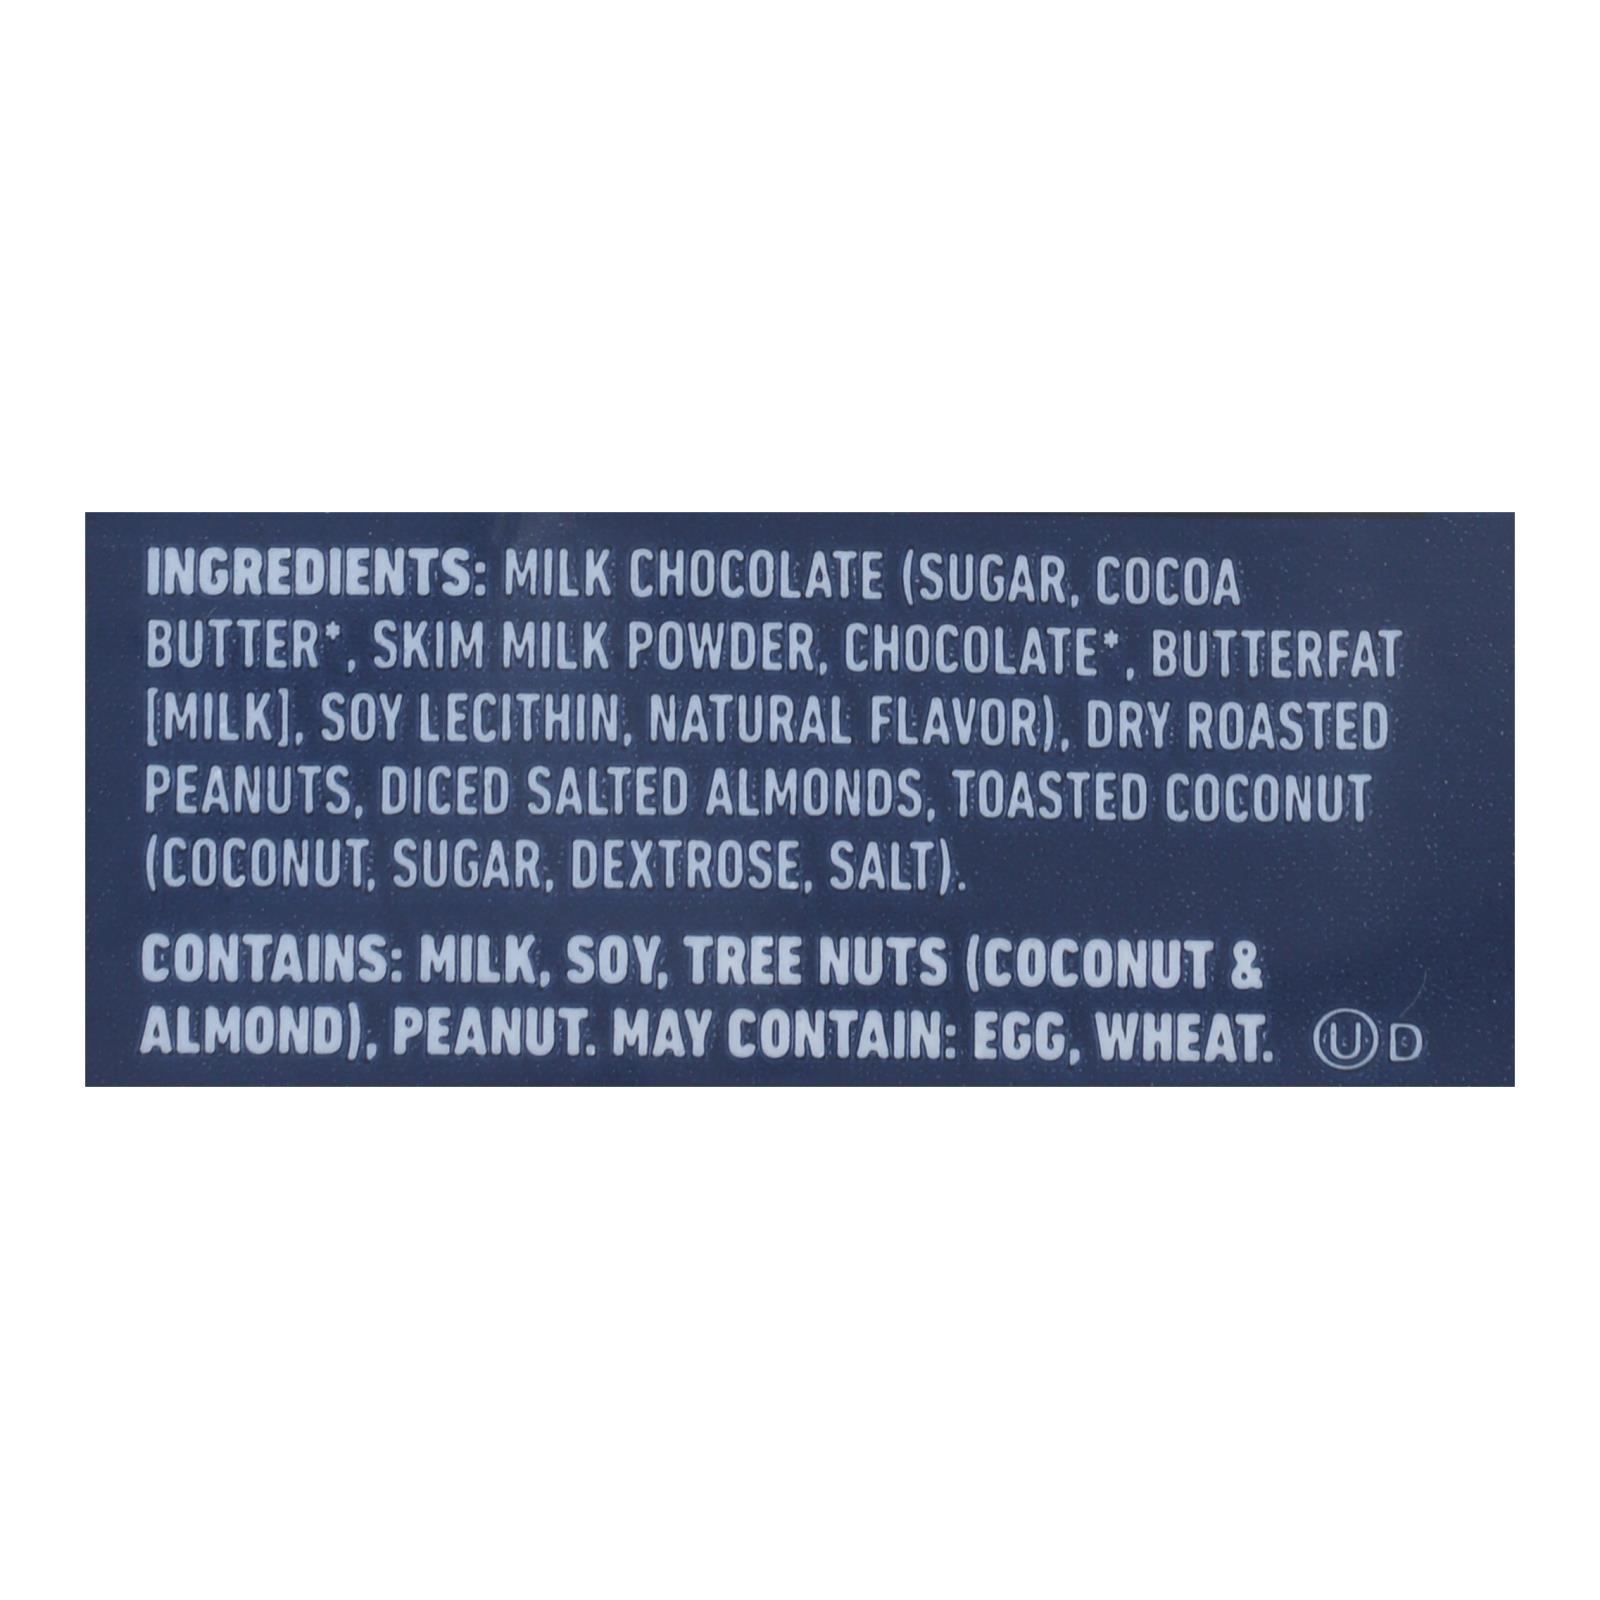 INGREDIENTS: MILK CHOCOLATE (SUGAR, COCOA
BUTTER*, SKIM MILK POWDER, CHOCOLATE*, BUTTERFAT
[MILK], SOY LECITHIN, NATURAL FLAVOR), DRY ROASTED
PEANUTS, DICED SALTED ALMONDS, TOASTED COCONUT
(COCONUT, SUGAR, DEXTROSE, SALT).
CONTAINS: MILK, SOY, TREE NUTS (COCONUT &
ALMOND), PEANUT. MAY CONTAIN: EGG, WHEAT. Ⓤ D